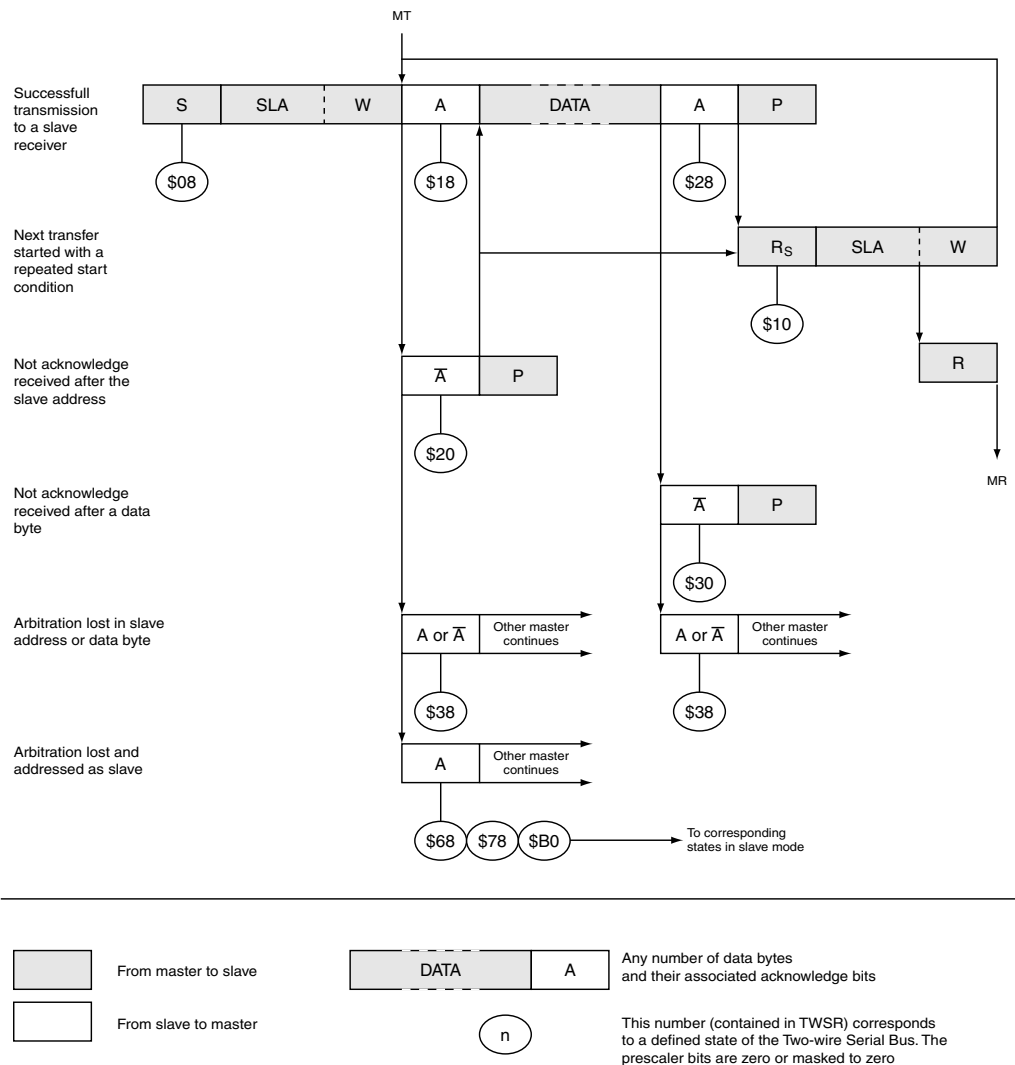 MT
Successfull
transmission
to a slave
receiver
S
SLA
W
A
DATA
A
P
$08
$18
$28
Next transfer
started with a
repeated start
condition
RS
SLA
W
$10
Not acknowledge
received after the
slave address
A̅
P
R
$20
MR
Not acknowledge
received after a data
byte
A̅
P
$30
Arbitration lost in slave
address or data byte
A or A̅
Other master
continues
A or A̅
Other master
continues
$38
$38
Arbitration lost and
addressed as slave
A
Other master
continues
$68
$78
$B0
To corresponding
states in slave mode
From master to slave
DATA
A
Any number of data bytes
and their associated acknowledge bits
From slave to master
n
This number (contained in TWSR) corresponds
to a defined state of the Two-wire Serial Bus. The
prescaler bits are zero or masked to zero